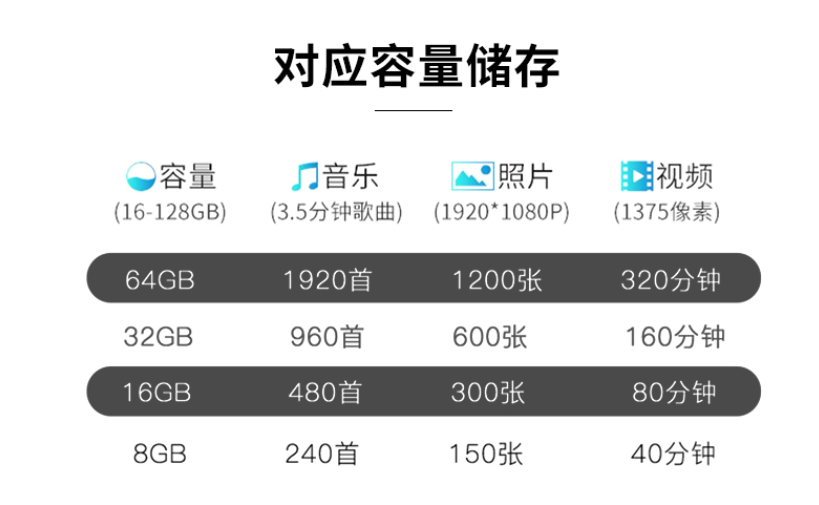 对应容量储存
容量 音乐 照片 视频
(16-128GB) (3.5分钟歌曲) (1920*1080P) (1375像素)
64GB 1920首 1200张 320分钟
32GB 960首 600张 160分钟
16GB 480首 300张 80分钟
8GB 240首 150张 40分钟